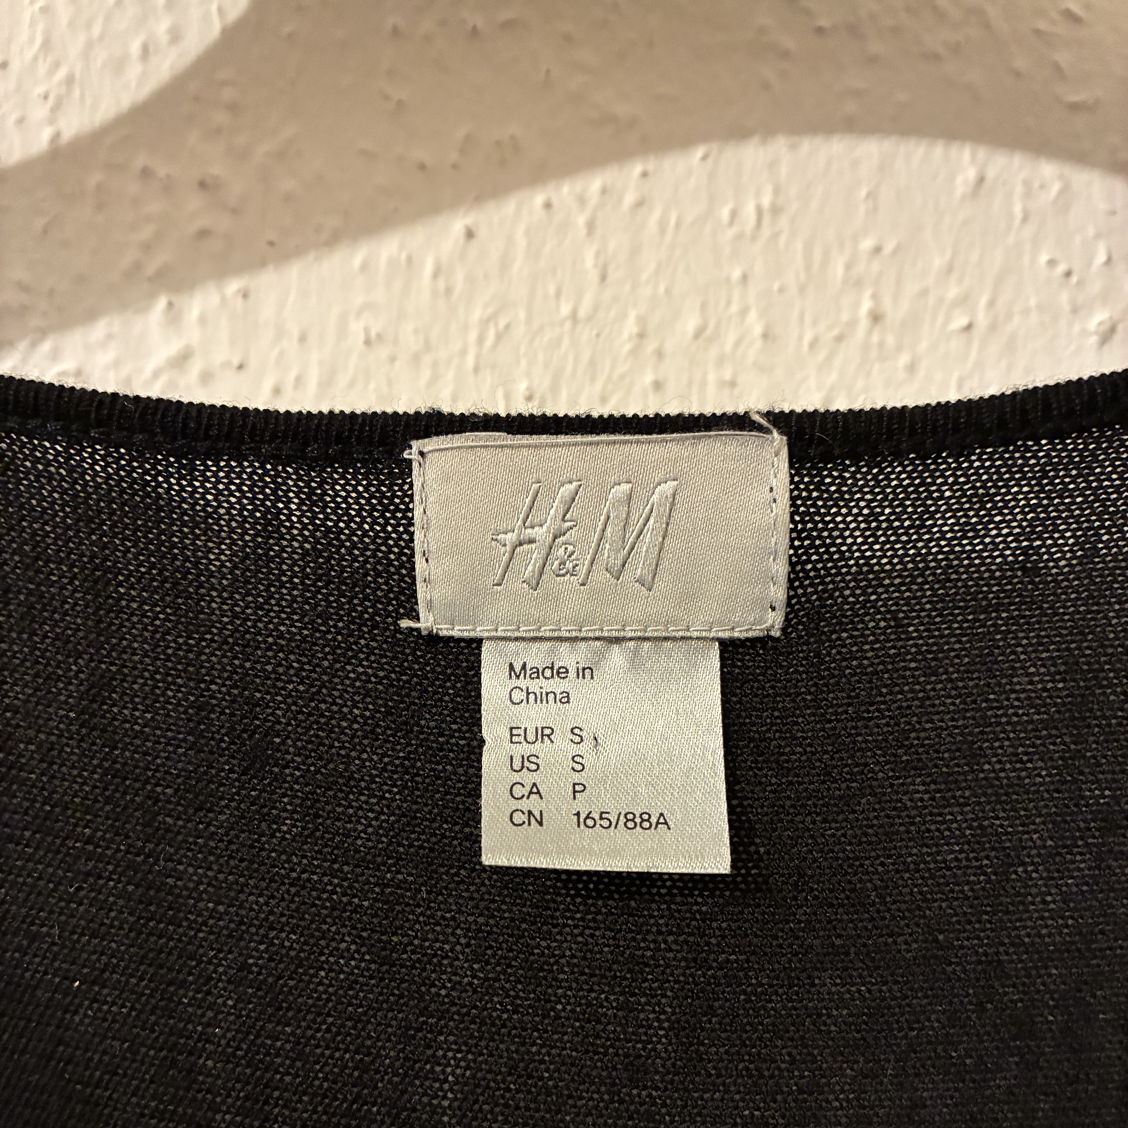 H&M
Made in
China
EUR S
US S
CA P
CN 165/88A